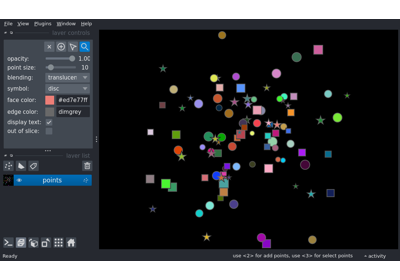 File View Plugins Window Help
layer controls
opacity: 1.00
point size: 10
blending: translucen
symbol: disc
face color: #ed7e77ff
edge color: dimgrey
display text:
out of slice:
layer list
points
Ready
use <2> for add points, use <3> for select points
activity